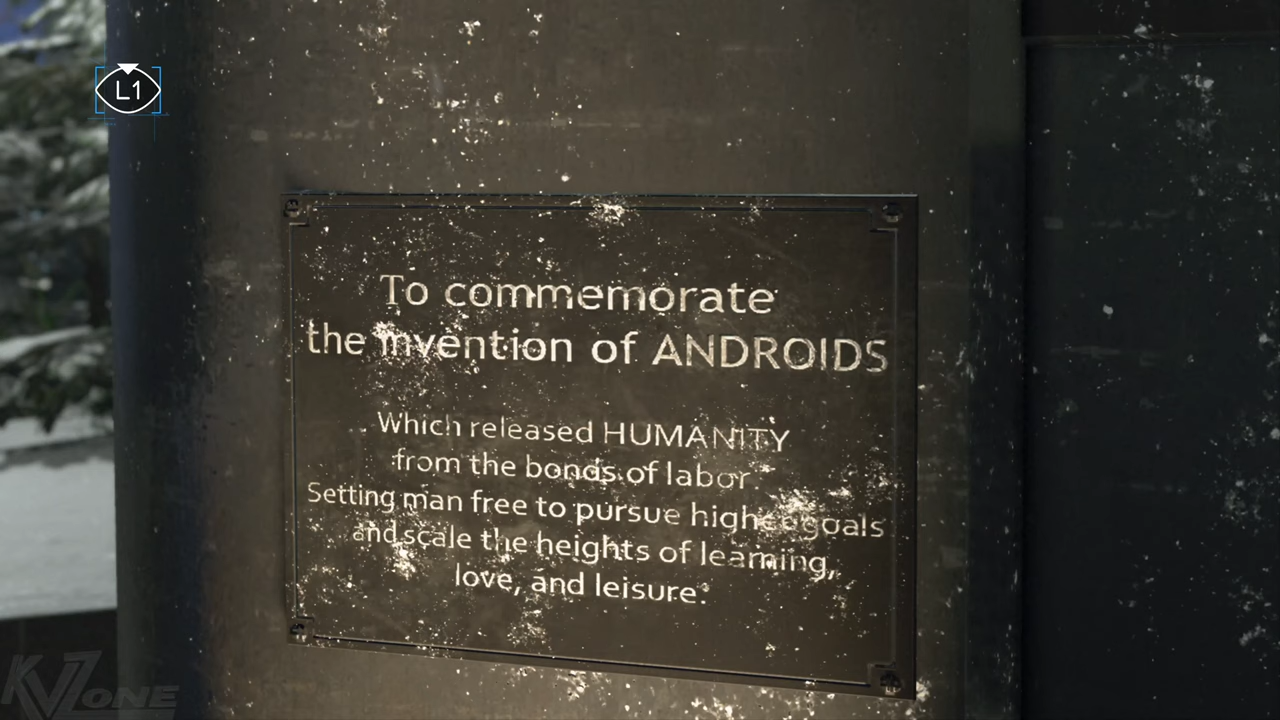 L1
To commemorate
the invention of ANDROIDS
Which released HUMANITY
from the bonds of labor.
Setting man free to pursue higher goals
and scale the heights of learning,
love, and leisure.
KVZONE